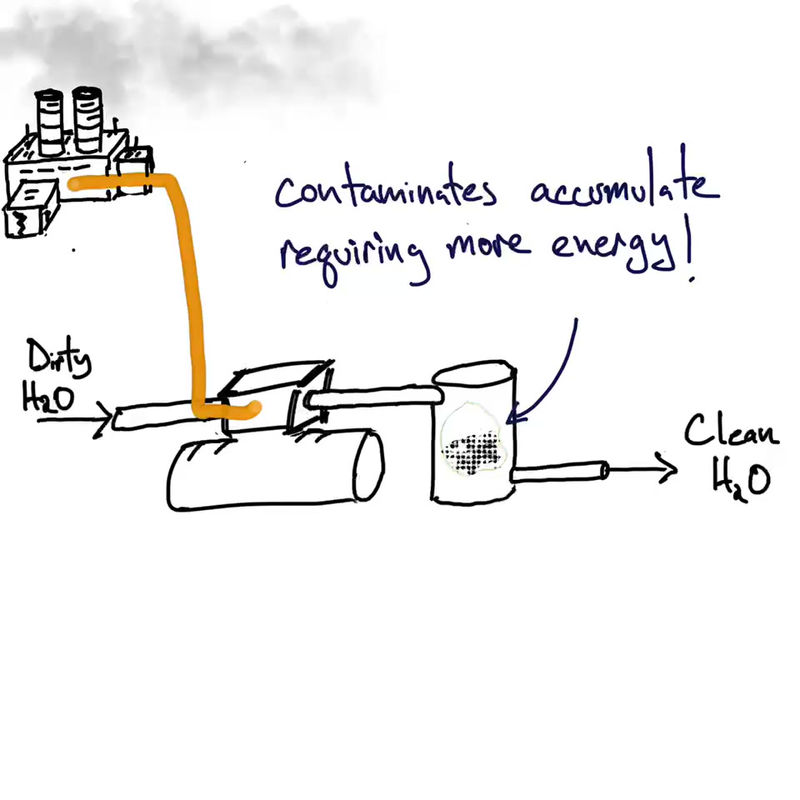 contaminates accumulate
requiring more energy!
Dirty
H₂O
Clean
H₂O